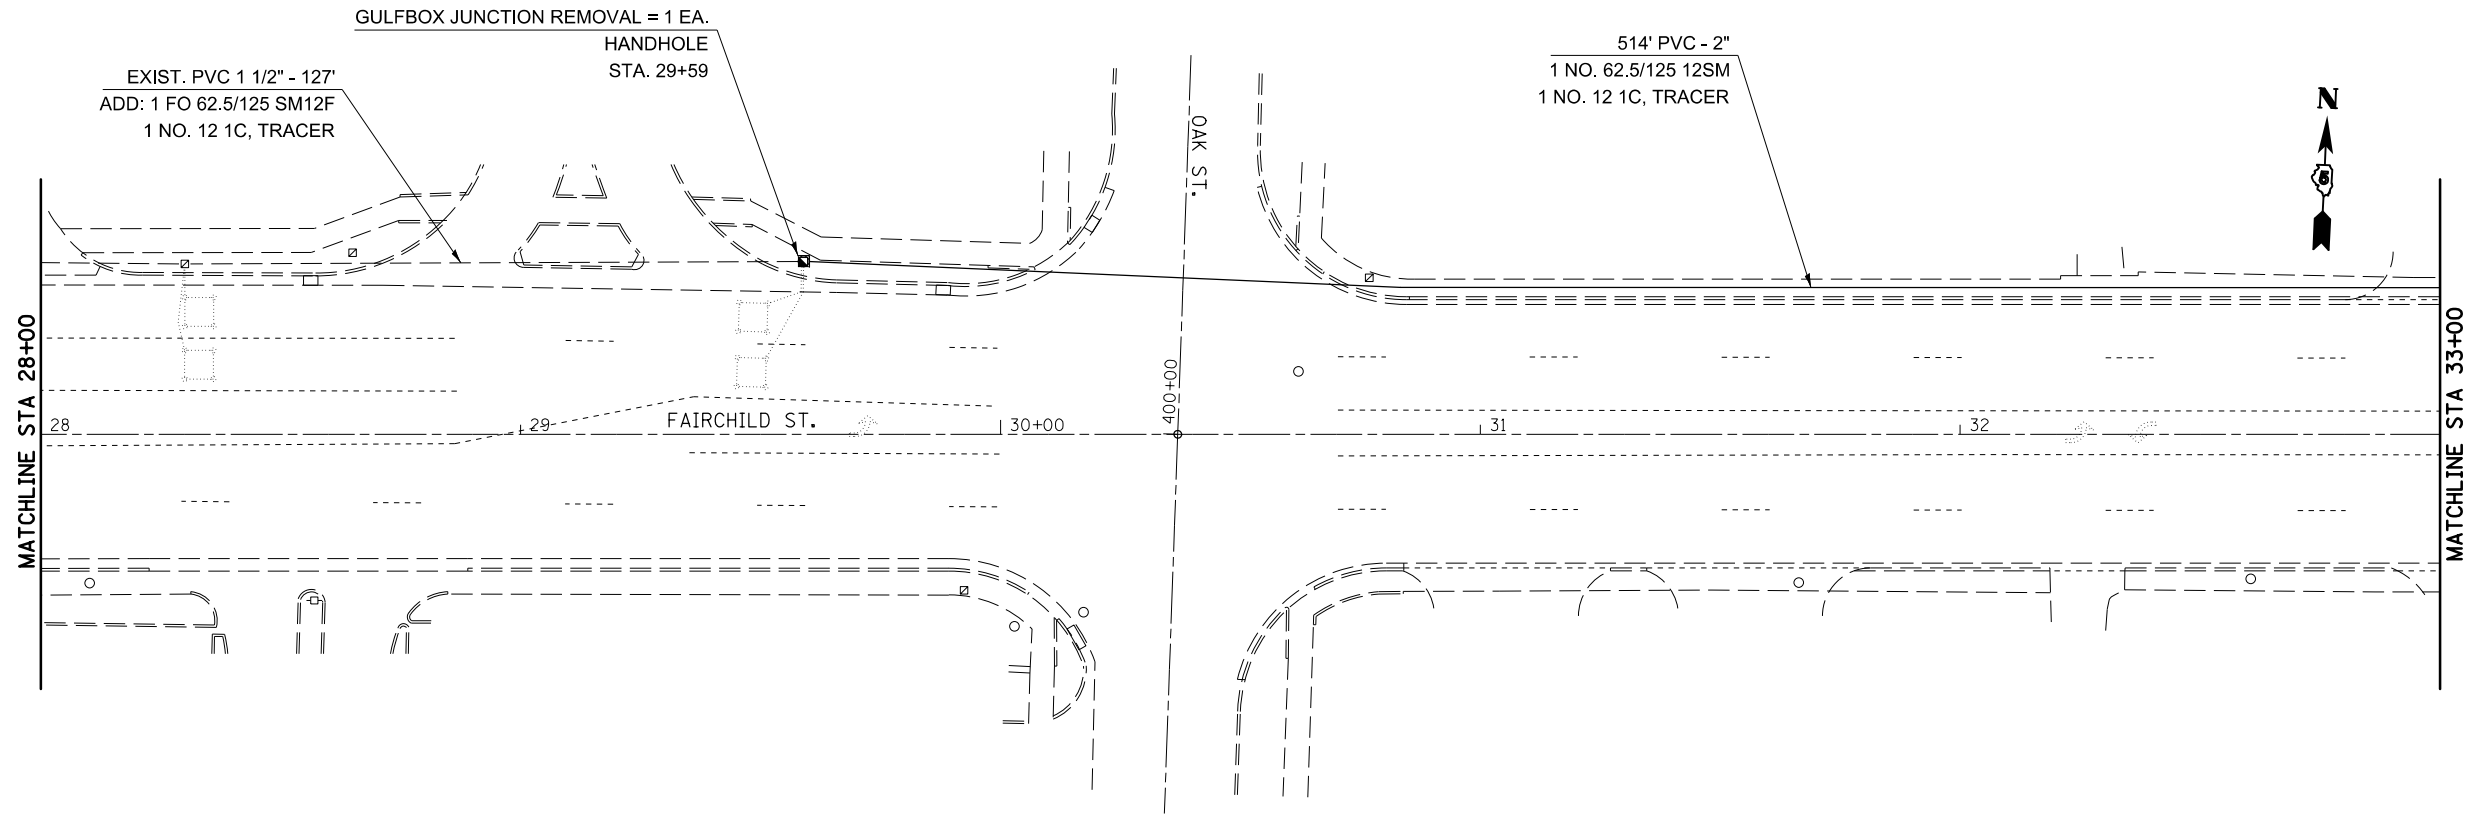 GULFBOX JUNCTION REMOVAL = 1 EA.
HANDHOLE
STA. 29+59
EXIST. PVC 1 1/2" - 127'
ADD: 1 FO 62.5/125 SM12F
1 NO. 12 1C, TRACER
514' PVC - 2"
1 NO. 62.5/125 12SM
1 NO. 12 1C, TRACER
N
5
OAK ST.
MATCHLINE STA 28+00
MATCHLINE STA 33+00
400+00
FAIRCHILD ST.
28
29
30+00
31
32